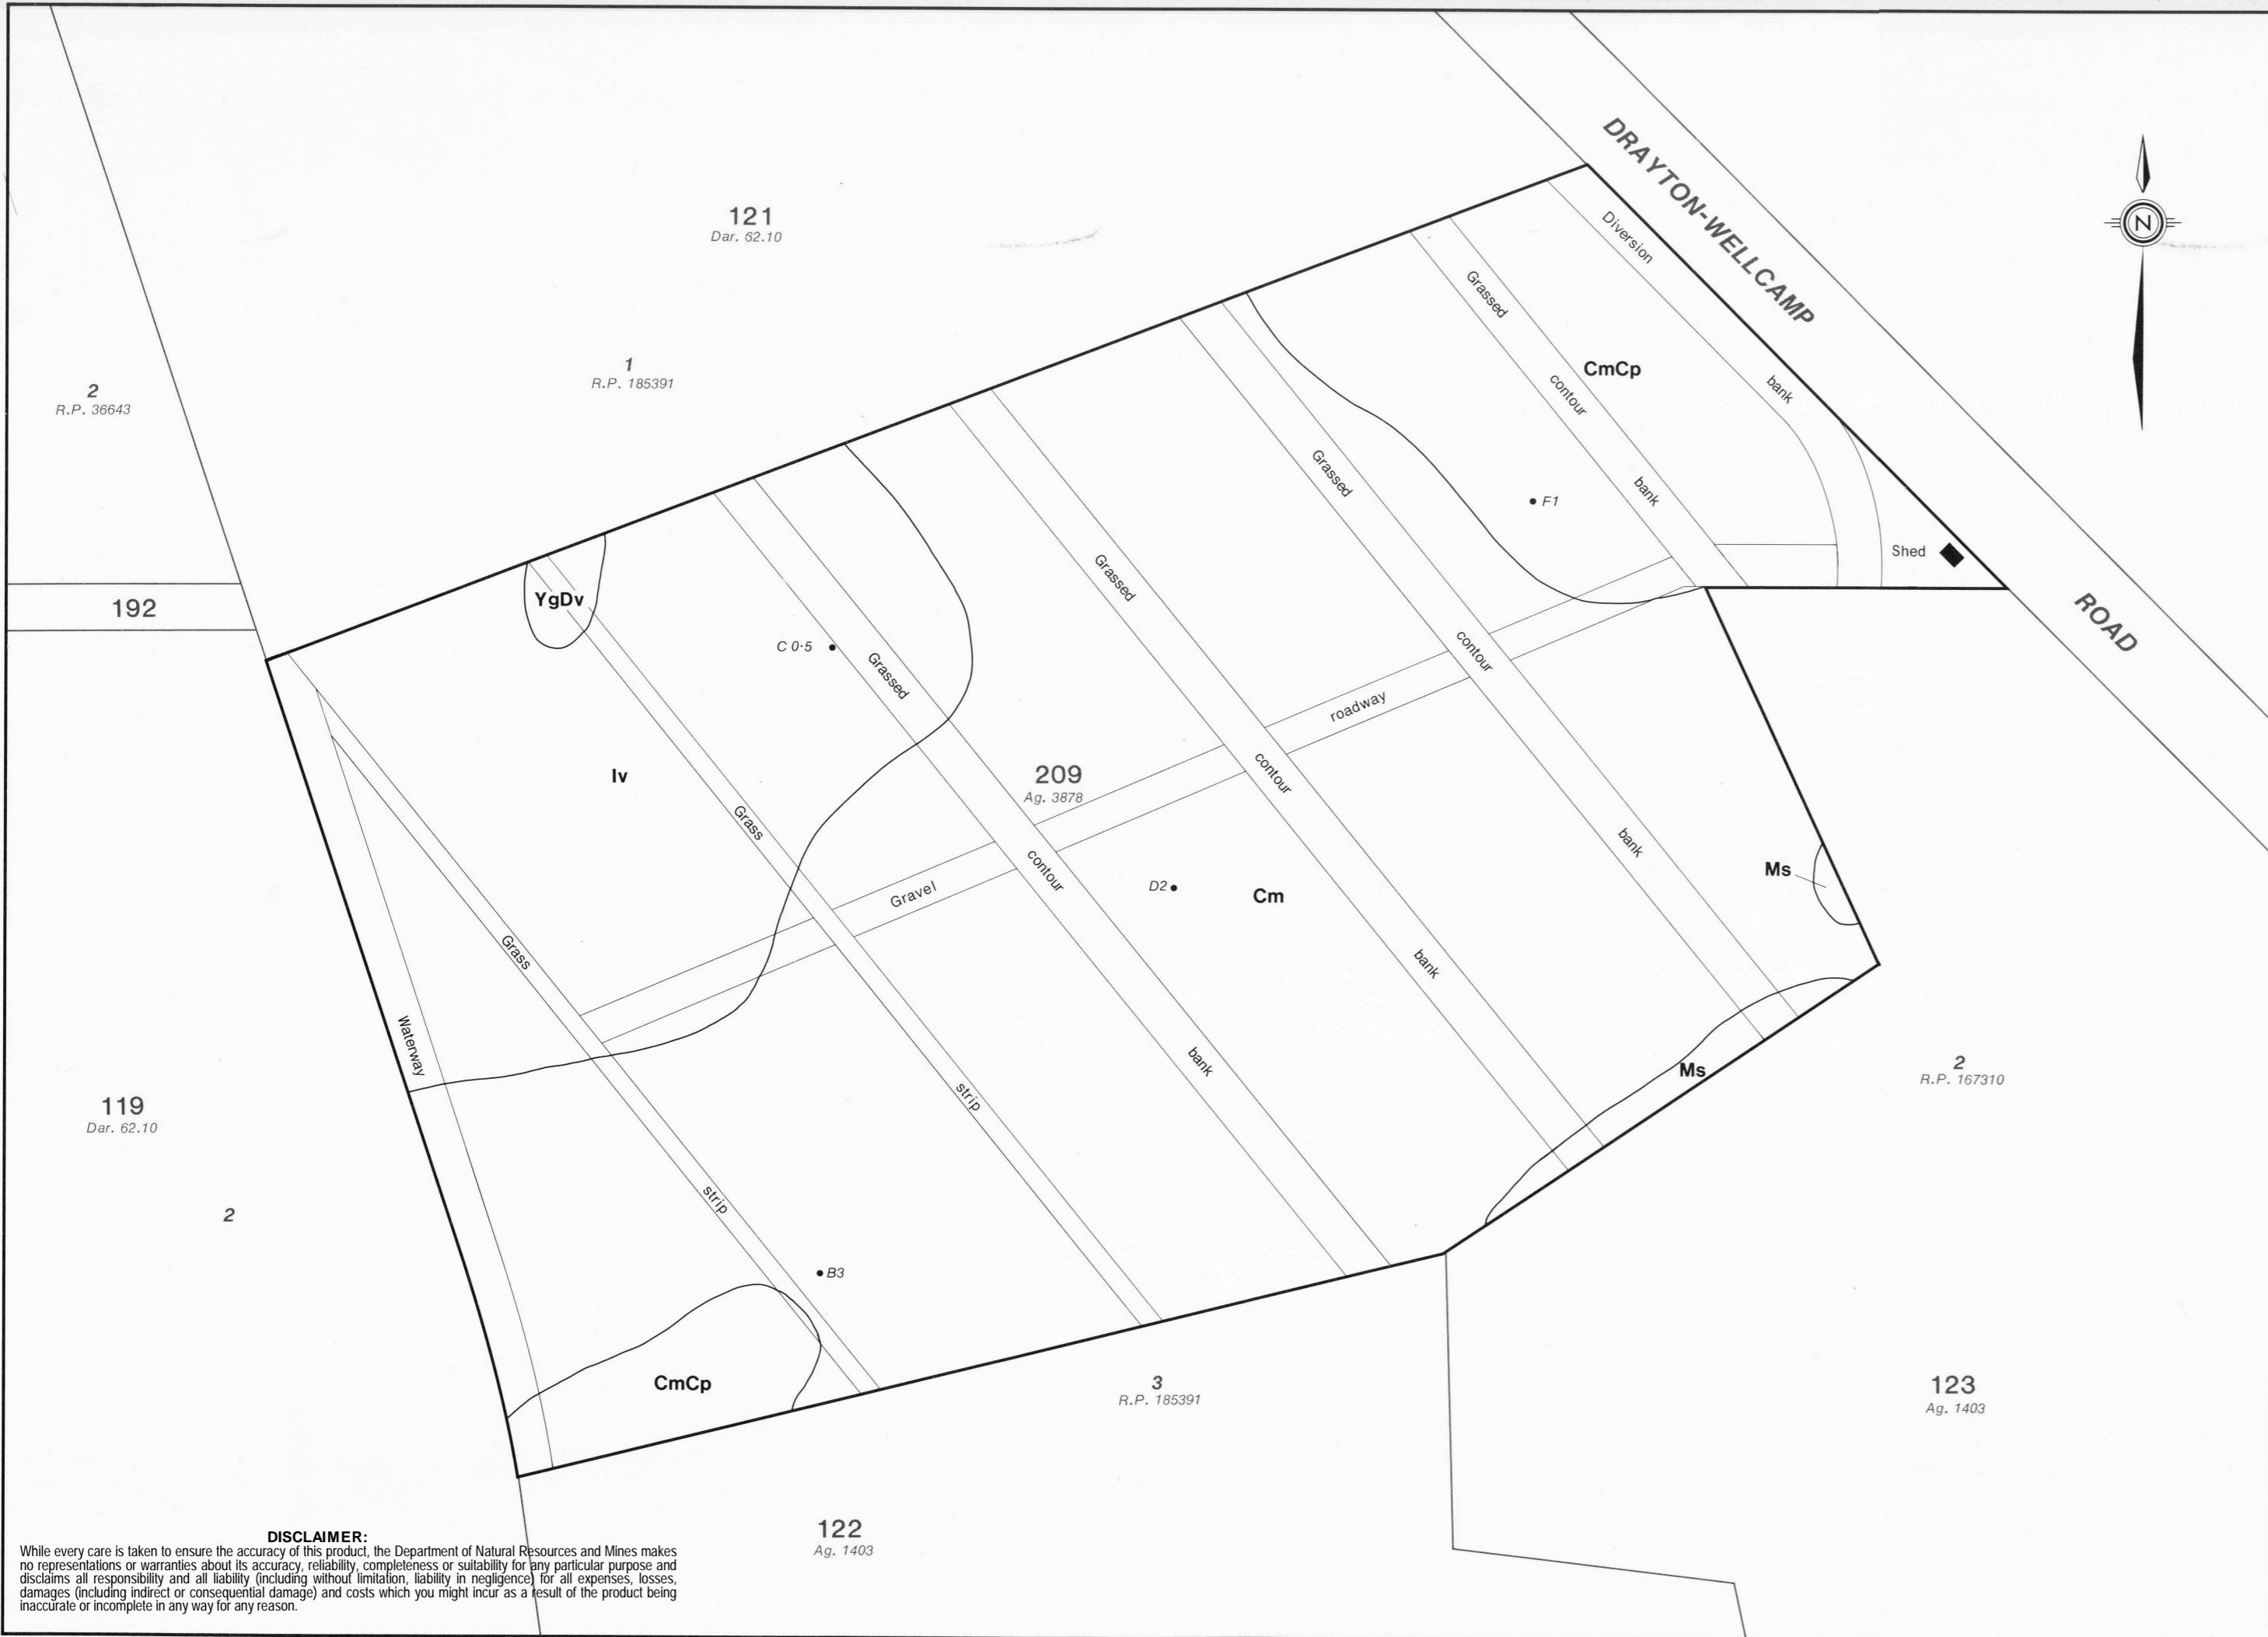 DRAYTON-WELLCAMP
ROAD
N
121
Dar. 62.10
Diversion
bank
Grassed
contour
bank
CmCp
1
R.P. 185391
2
R.P. 36643
Grassed
contour
bank
F1
Shed
YgDv
192
C 0·5
Grassed
contour
bank
Grassed
contour
bank
roadway
Iv
209
Ag. 3878
Grass
strip
Gravel
D2
Cm
Ms
Grass
strip
Waterway
Ms
2
R.P. 167310
119
Dar. 62.10
2
B3
CmCp
3
R.P. 185391
123
Ag. 1403
122
Ag. 1403
DISCLAIMER:
While every care is taken to ensure the accuracy of this product, the Department of Natural Resources and Mines makes
no representations or warranties about its accuracy, reliability, completeness or suitability for any particular purpose and
disclaims all responsibility and all liability (including without limitation, liability in negligence) for all expenses, losses,
damages (including indirect or consequential damage) and costs which you might incur as a result of the product being
inaccurate or incomplete in any way for any reason.